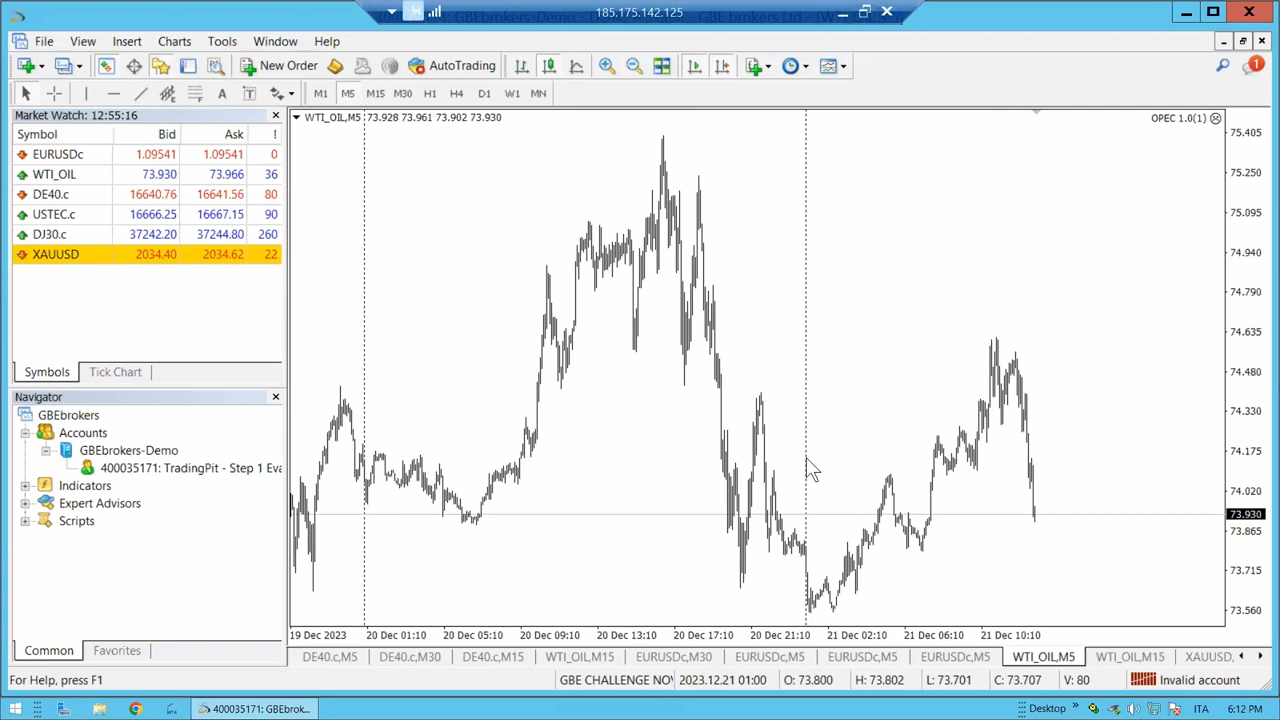 185.175.142.125
File View Insert Charts Tools Window Help
New Order AutoTrading
1
A T M1 M5 M15 M30 H1 H4 D1 W1 MN
Market Watch: 12:55:16
Symbol Bid Ask !
EURUSDc 1.09541 1.09541 0
WTI_OIL 73.930 73.966 36
DE40.c 16640.76 16641.56 80
USTEC.c 16666.25 16667.15 90
DJ30.c 37242.20 37244.80 260
XAUUSD 2034.40 2034.62 22
Symbols Tick Chart
Navigator
GBEbrokers
Accounts
GBEbrokers-Demo
400035171: TradingPit - Step 1 Eva
Indicators
Expert Advisors
Scripts
Common Favorites
WTI_OIL,M5 73.928 73.961 73.902 73.930
OPEC 1.0(1)
75.405
75.250
75.095
74.940
74.790
74.635
74.480
74.330
74.175
74.020
73.930
73.865
73.715
73.560
19 Dec 2023 20 Dec 01:10 20 Dec 05:10 20 Dec 09:10 20 Dec 13:10 20 Dec 17:10 20 Dec 21:10 21 Dec 02:10 21 Dec 06:10 21 Dec 10:10
DE40.c,M5 DE40.c,M30 DE40.c,M15 WTI_OIL,M15 EURUSDc,M30 EURUSDc,M5 EURUSDc,M5 EURUSDc,M5 WTI_OIL,M5 WTI_OIL,M15 XAUUSD,
For Help, press F1 GBE CHALLENGE NOV 2023.12.21 01:00 O: 73.800 H: 73.802 L: 73.701 C: 73.707 V: 80 Invalid account
400035171: GBEbrok... Desktop ITA 6:12 PM